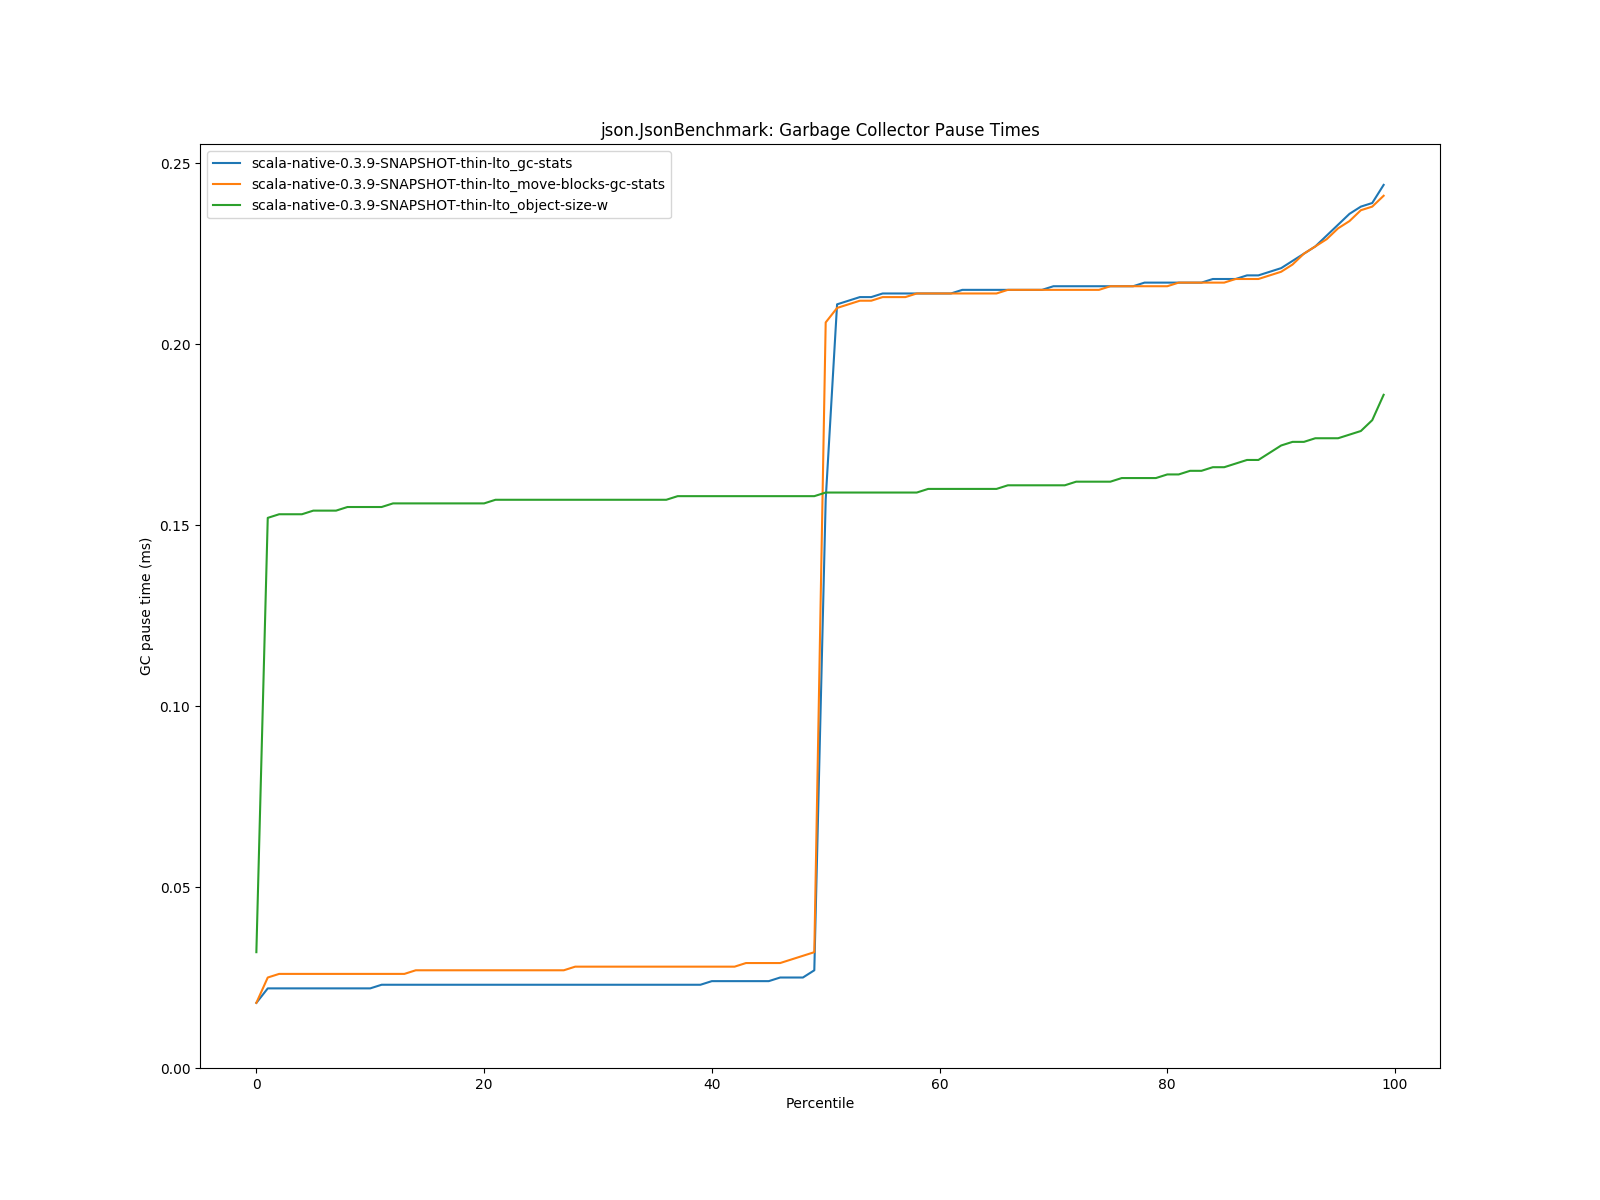 json.JsonBenchmark: Garbage Collector Pause Times
scala-native-0.3.9-SNAPSHOT-thin-lto_gc-stats
scala-native-0.3.9-SNAPSHOT-thin-lto_move-blocks-gc-stats
scala-native-0.3.9-SNAPSHOT-thin-lto_object-size-w
0.25
0.20
0.15
0.10
0.05
0.00
GC pause time (ms)
0 20 40 60 80 100
Percentile